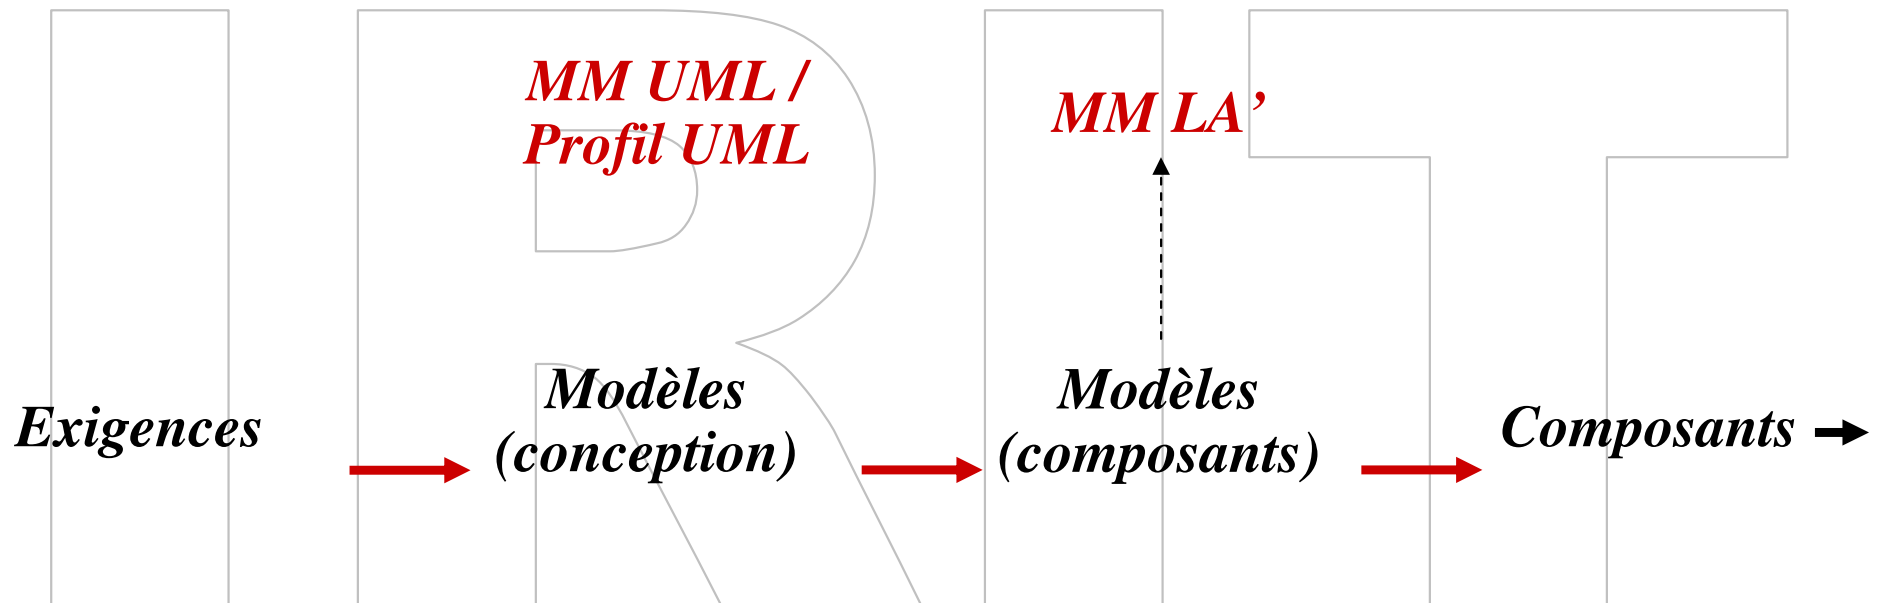 MM UML /
Profil UML
MM LA’
Exigences
Modèles
(conception)
Modèles
(composants)
Composants
IRIT